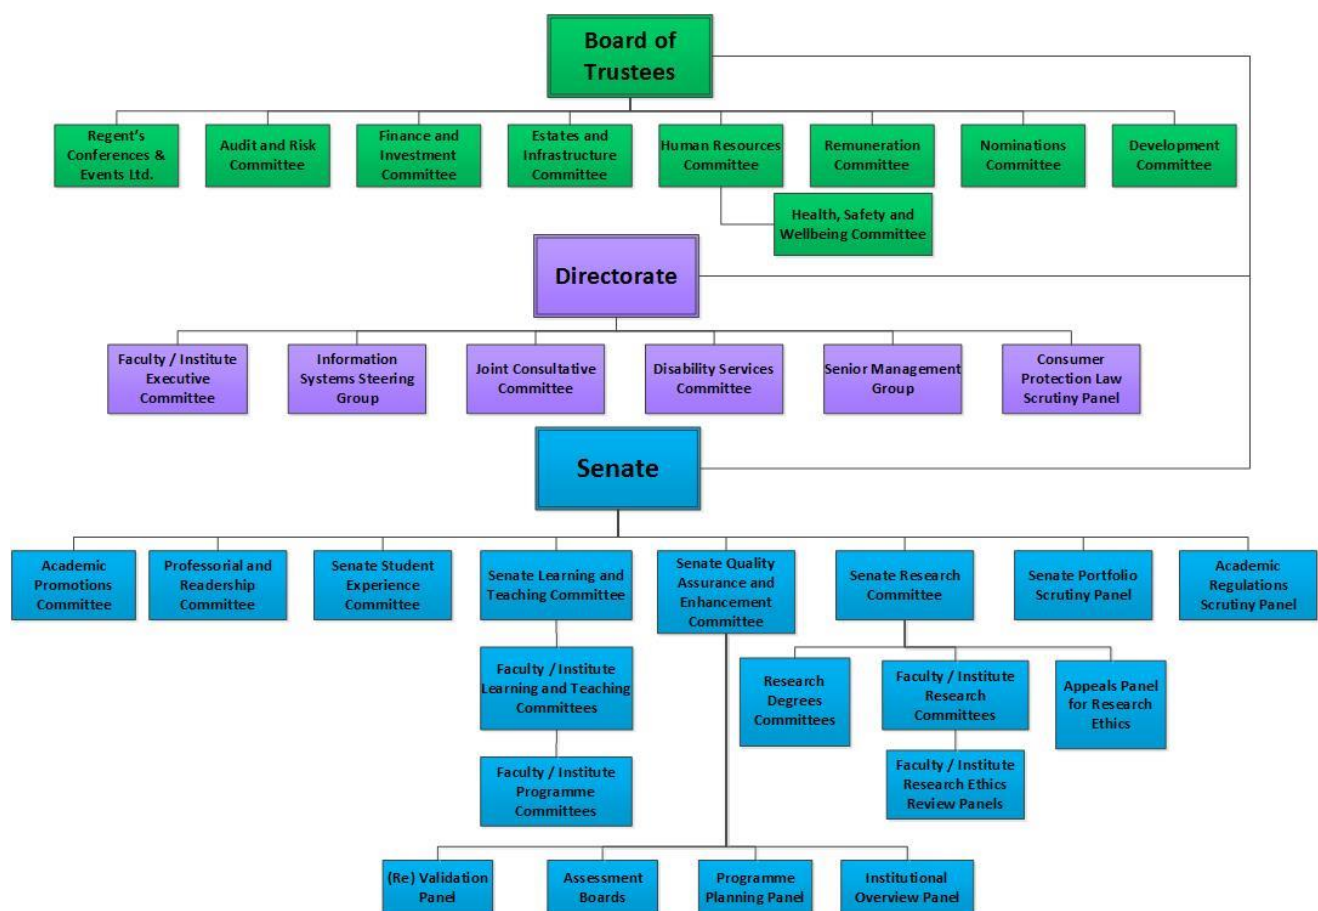 Board of
Trustees
Regent's
Conferences &
Events Ltd.
Audit and Risk
Committee
Finance and
Investment
Committee
Estates and
Infrastructure
Committee
Human Resources
Committee
Remuneration
Committee
Nominations
Committee
Development
Committee
Health, Safety and
Wellbeing Committee
Directorate
Faculty / Institute
Executive
Committee
Information
Systems Steering
Group
Joint Consultative
Committee
Disability Services
Committee
Senior Management
Group
Consumer
Protection Law
Scrutiny Panel
Senate
Academic
Promotions
Committee
Professorial and
Readership
Committee
Senate Student
Experience
Committee
Senate Learning and
Teaching Committee
Senate Quality
Assurance and
Enhancement
Committee
Senate Research
Committee
Senate Portfolio
Scrutiny Panel
Academic
Regulations
Scrutiny Panel
Faculty / Institute
Learning and Teaching
Committees
Research
Degrees
Committees
Faculty / Institute
Research
Committees
Appeals Panel
for Research
Ethics
Faculty / Institute
Programme
Committees
Faculty / Institute
Research Ethics
Review Panels
(Re) Validation
Panel
Assessment
Boards
Programme
Planning Panel
Institutional
Overview Panel